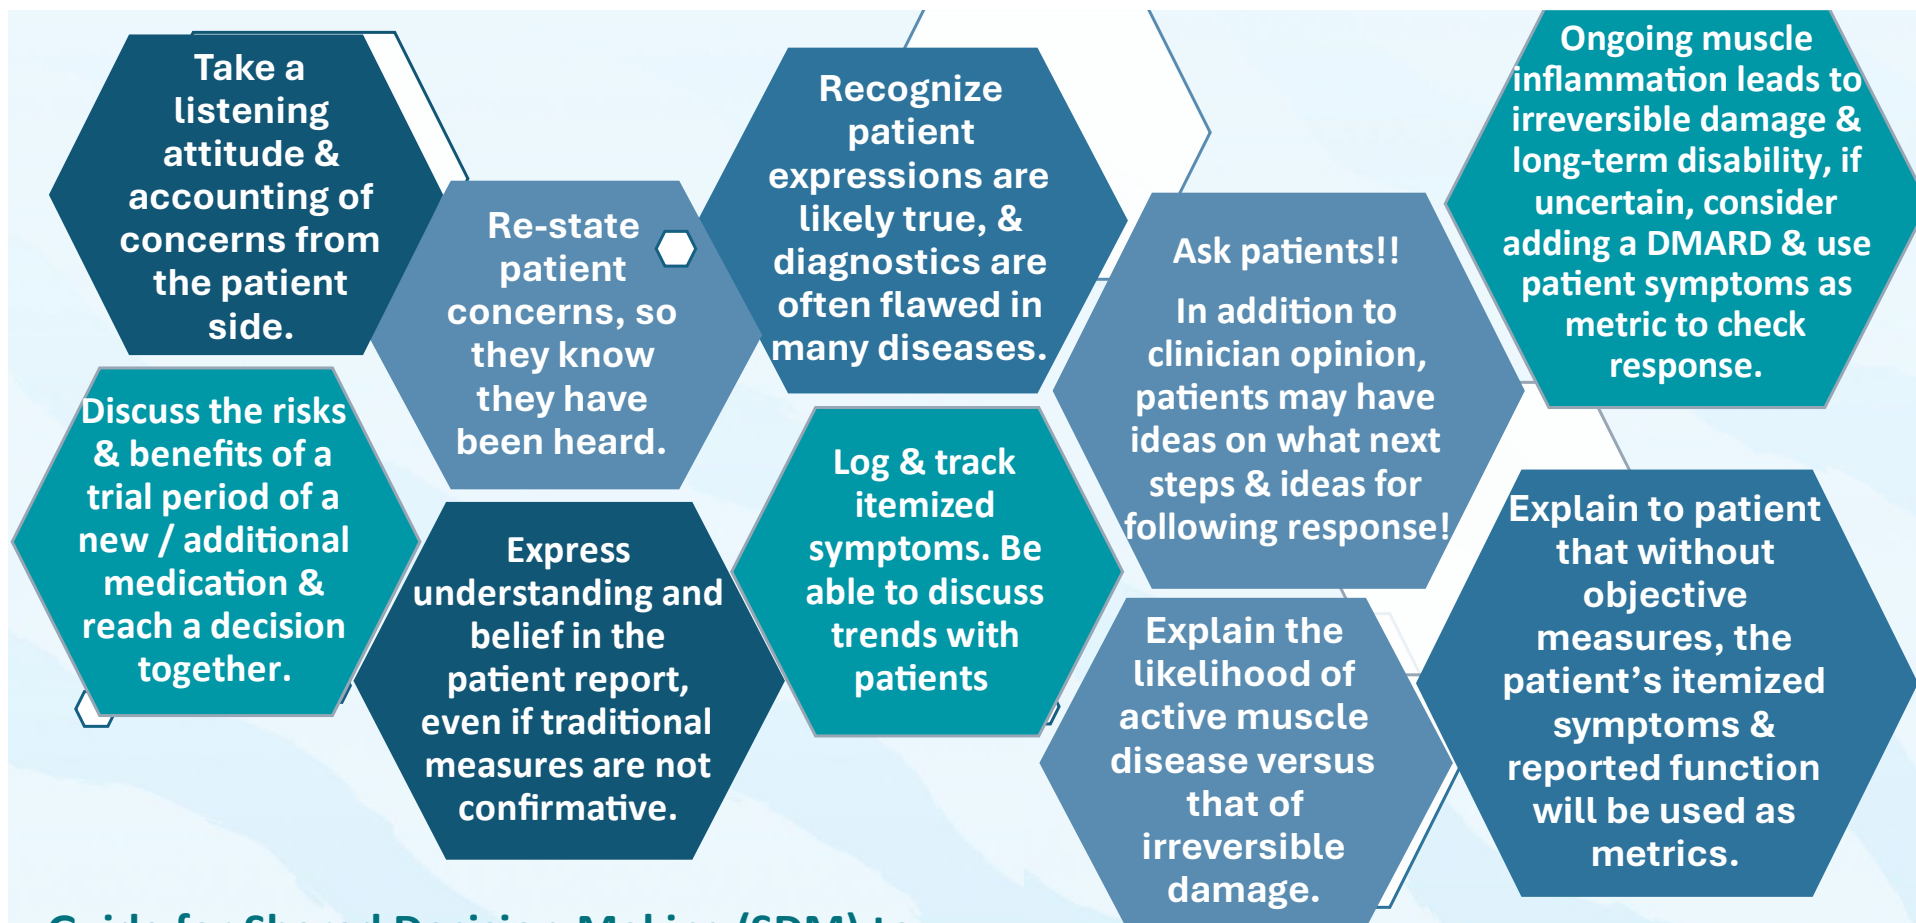 Take a
listening
attitude &
accounting of
concerns from
the patient
side.
Re-state
patient
concerns, so
they know
they have
been heard.
Recognize
patient
expressions are
likely true, &
diagnostics are
often flawed in
many diseases.
Ask patients!!
In addition to
clinician opinion,
patients may have
ideas on what next
steps & ideas for
following response!
Ongoing muscle
inflammation leads to
irreversible damage &
long-term disability, if
uncertain, consider
adding a DMARD & use
patient symptoms as
metric to check
response.
Discuss the risks
& benefits of a
trial period of a
new / additional
medication &
reach a decision
together.
Express
understanding and
belief in the
patient report,
even if traditional
measures are not
confirmative.
Log & track
itemized
symptoms. Be
able to discuss
trends with
patients
Explain the
likelihood of
active muscle
disease versus
that of
irreversible
damage.
Explain to patient
that without
objective
measures, the
patient’s itemized
symptoms &
reported function
will be used as
metrics.
Guide for Shared Decision Making (SDM) to